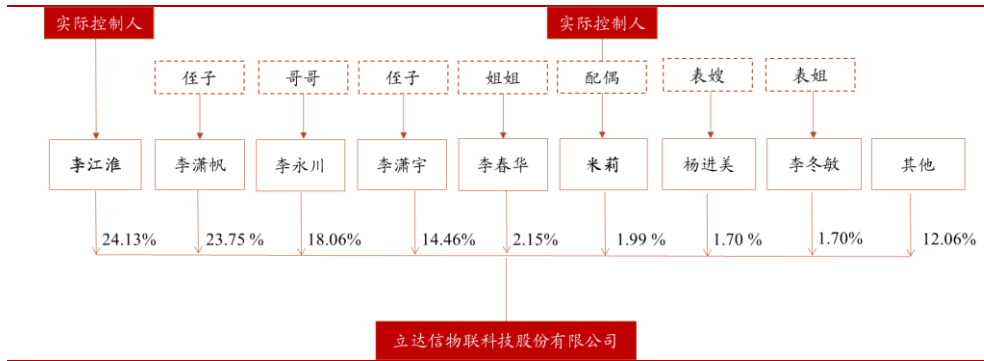 实际控制人
实际控制人
侄子
哥哥
侄子
姐姐
配偶
表嫂
表姐
李江淮
李潇帆
李永川
李潇宇
李春华
米莉
杨进美
李冬敏
其他
24.13%
23.75 %
18.06%
14.46%
2.15%
1.99 %
1.70 %
1.70%
12.06%
立达信物联科技股份有限公司